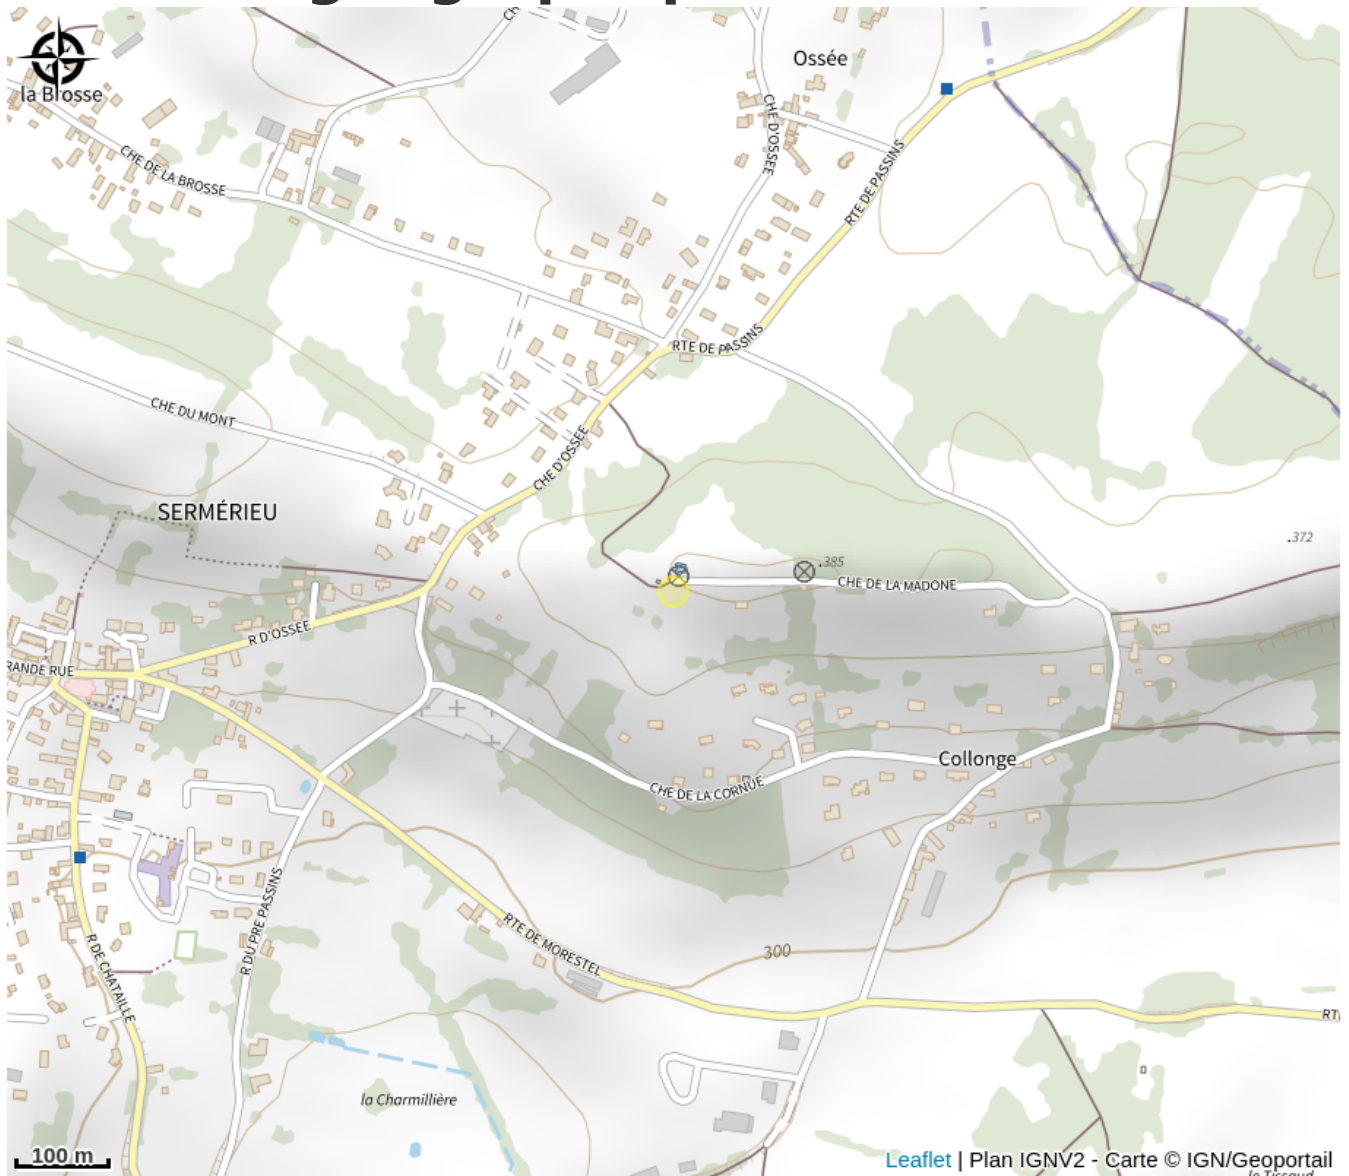 Ossée
la Brosse
CHE D'OSSEE
CHE DE LA BROSSE
RTE DE PASSINS
RTE DE PASSINS
CHE DU MONT
CHE D'OSSEE
SERMÉRIEU
.372
.385
CHE DE LA MADONE
R D'OSSEE
RANDE RUE
Collonge
CHE DE LA CORNUE
R DU PRE PASSINS
RTE DE MORESTEL
300
R DE CHATAILLE
RT
la Charmillière
100 m
Leaflet | Plan IGNV2 - Carte © IGN/Geoportail